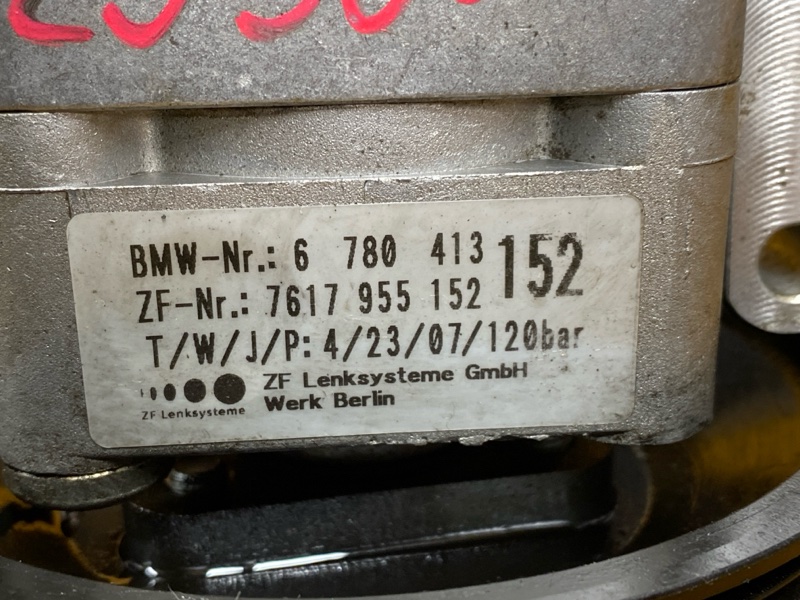 BMW-Nr.: 6 780 413 152
ZF-Nr.: 7617 955 152
T/W/J/P: 4/23/07/120bar
ZF Lenksysteme GmbH
Werk Berlin
ZF Lenksysteme